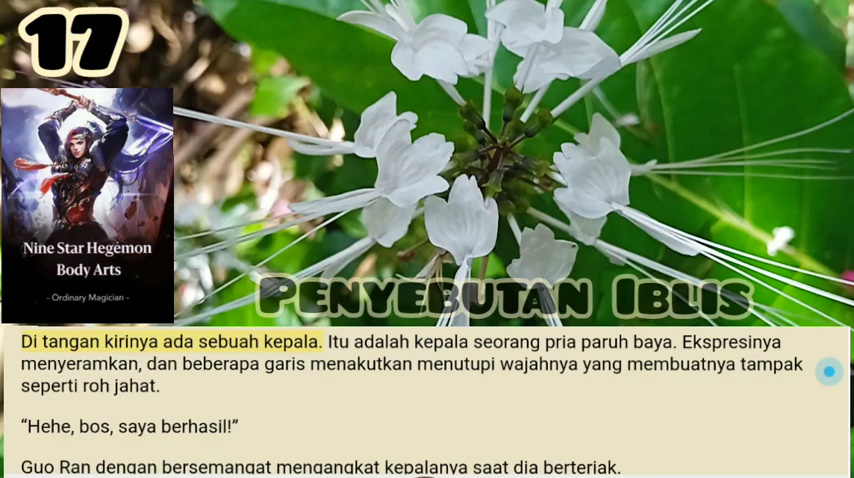 17
Nine Star Hegemon
Body Arts
- Ordinary Magician -
PENYEBUTAN IBLIS
Di tangan kirinya ada sebuah kepala. Itu adalah kepala seorang pria paruh baya. Ekspresinya
menyeramkan, dan beberapa garis menakutkan menutupi wajahnya yang membuatnya tampak
seperti roh jahat.
“Hehe, bos, saya berhasil!”
Guo Ran dengan bersemangat mengangkat kepalanya saat dia berteriak.